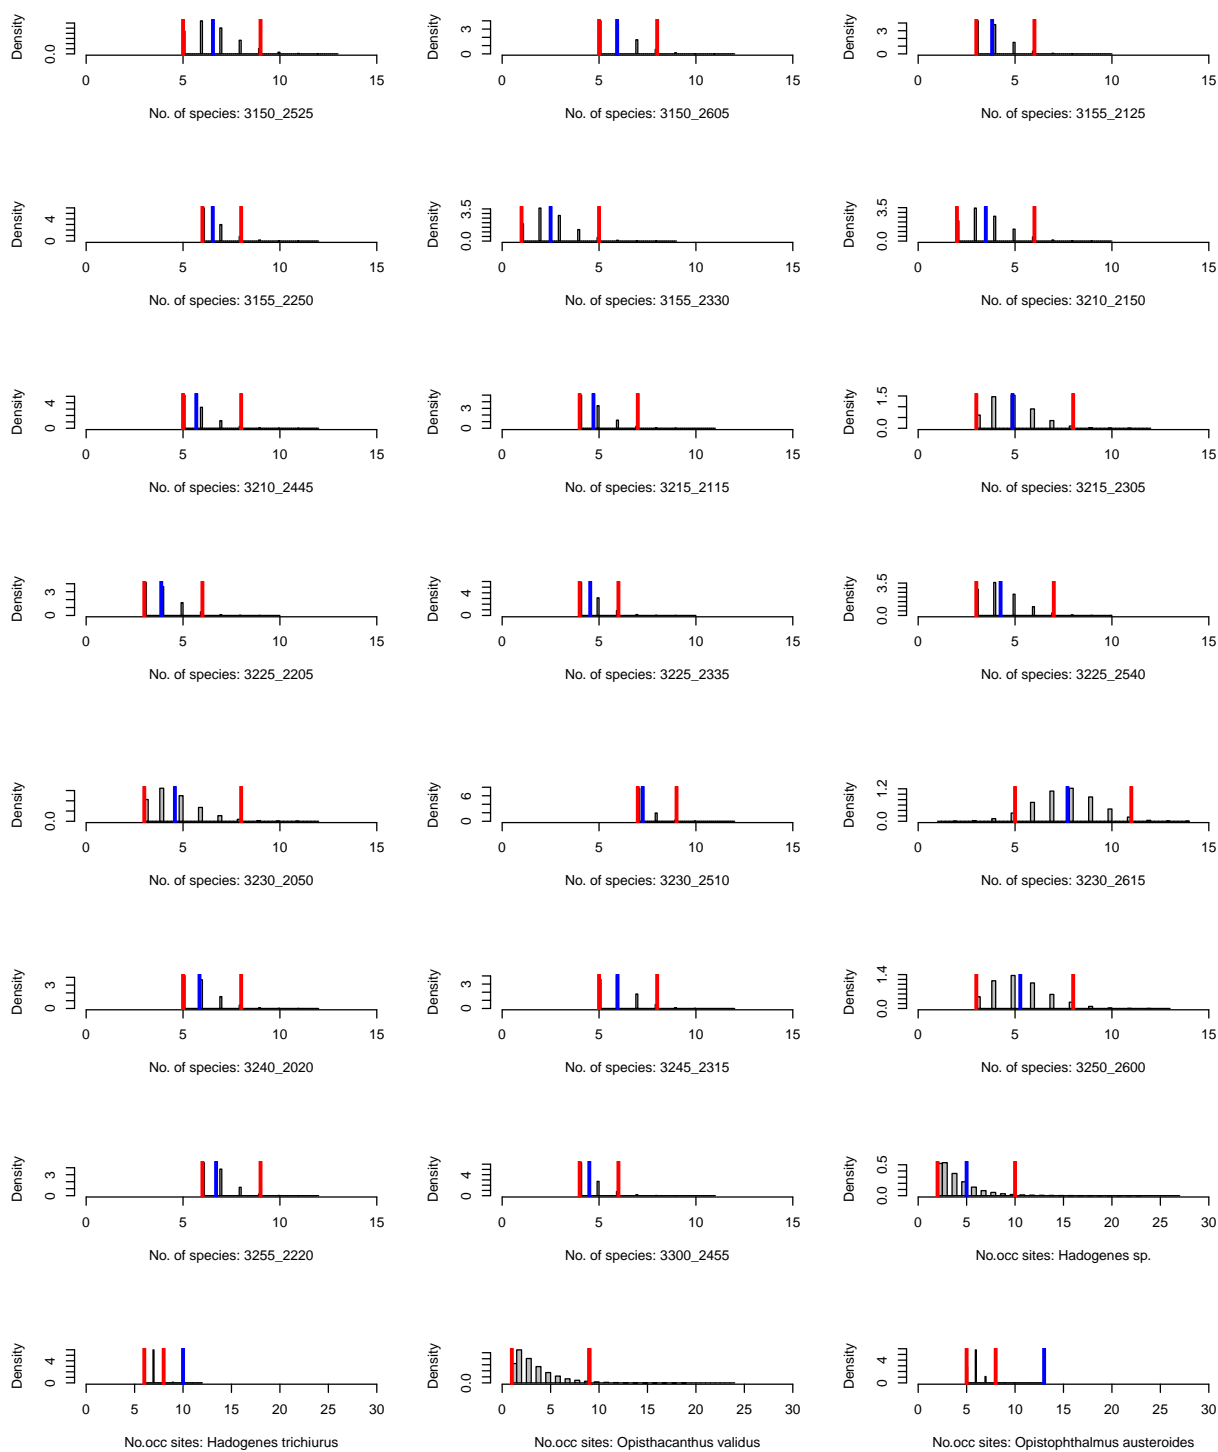 Density
0.0
0 5 10 15
No. of species: 3150_2525
Density
0 3
0 5 10 15
No. of species: 3150_2605
Density
0 3
0 5 10 15
No. of species: 3155_2125
Density
0 4
0 5 10 15
No. of species: 3155_2250
Density
0.0 3.5
0 5 10 15
No. of species: 3155_2330
Density
0.0 3.5
0 5 10 15
No. of species: 3210_2150
Density
0 4
0 5 10 15
No. of species: 3210_2445
Density
0 3
0 5 10 15
No. of species: 3215_2115
Density
0.0 1.5
0 5 10 15
No. of species: 3215_2305
Density
0 3
0 5 10 15
No. of species: 3225_2205
Density
0 4
0 5 10 15
No. of species: 3225_2335
Density
0.0 3.5
0 5 10 15
No. of species: 3225_2540
Density
0.0
0 5 10 15
No. of species: 3230_2050
Density
0 6
0 5 10 15
No. of species: 3230_2510
Density
0.0 1.2
0 5 10 15
No. of species: 3230_2615
Density
0 3
0 5 10 15
No. of species: 3240_2020
Density
0 3
0 5 10 15
No. of species: 3245_2315
Density
0.0 1.4
0 5 10 15
No. of species: 3250_2600
Density
0 3
0 5 10 15
No. of species: 3255_2220
Density
0 4
0 5 10 15
No. of species: 3300_2455
Density
0.0 0.5
0 5 10 15 20 25 30
No.occ sites: Hadogenes sp.
Density
0 4
0 5 10 15 20 25 30
No.occ sites: Hadogenes trichiurus
Density
0.0
0 5 10 15 20 25 30
No.occ sites: Opisthacanthus validus
Density
0 4
0 5 10 15 20 25 30
No.occ sites: Opistophthalmus austeroides